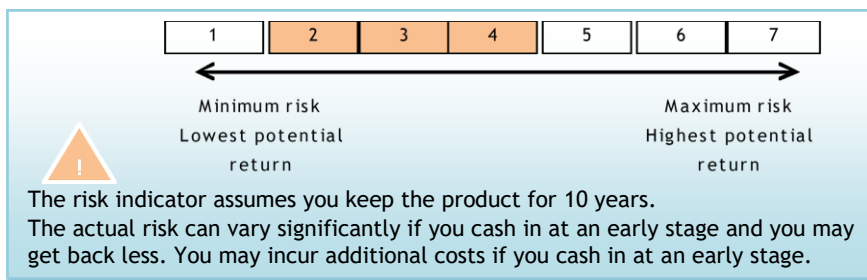 1 2 3 4 5 6 7
Minimum risk Maximum risk
Lowest potential Highest potential
return return
!
The risk indicator assumes you keep the product for 10 years.
The actual risk can vary significantly if you cash in at an early stage and you may
get back less. You may incur additional costs if you cash in at an early stage.